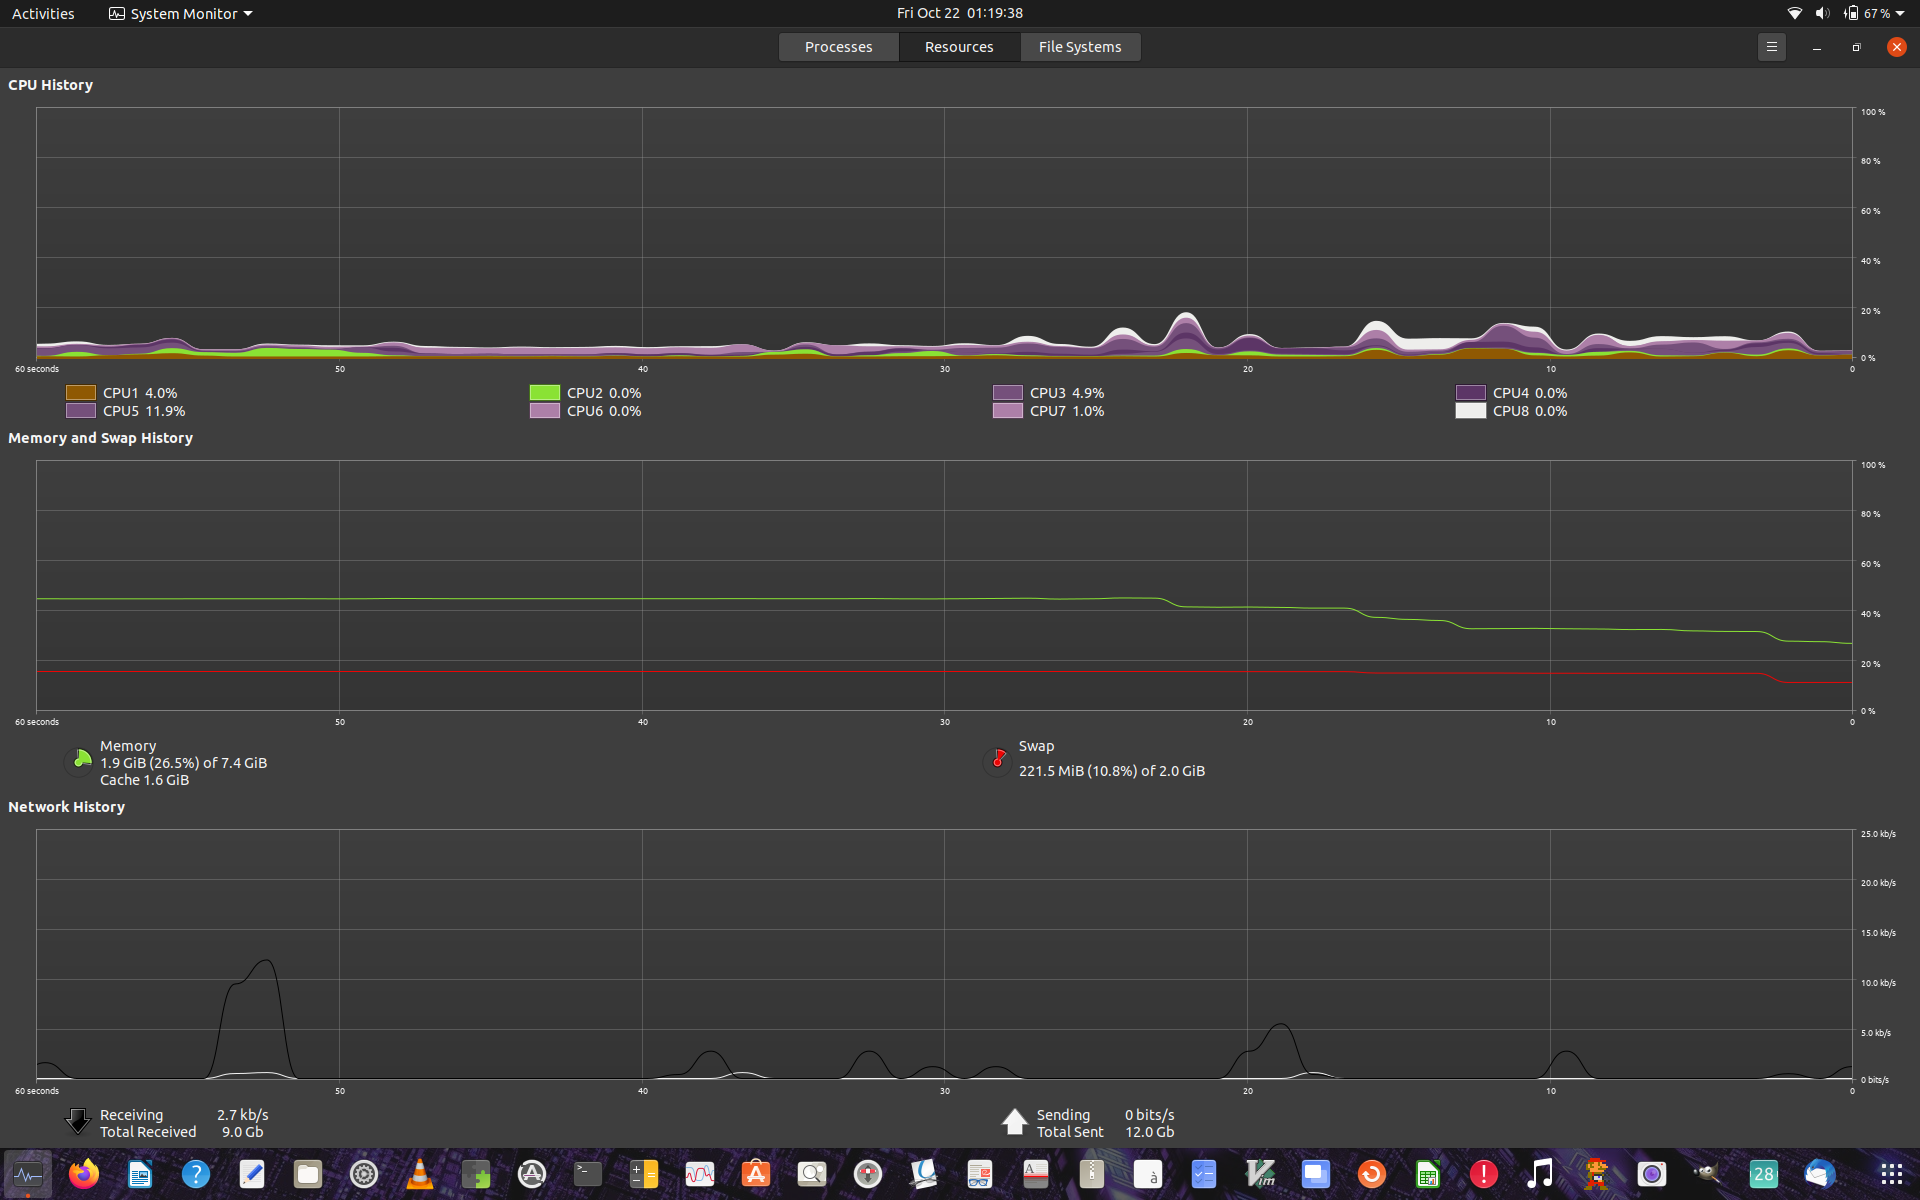 Activities System Monitor Fri Oct 22 01:19:38 67 %
Processes Resources File Systems
CPU History
100 %
80 %
60 %
40 %
20 %
0 %
60 seconds 50 40 30 20 10 0
CPU1 4.0% CPU2 0.0% CPU3 4.9% CPU4 0.0%
CPU5 11.9% CPU6 0.0% CPU7 1.0% CPU8 0.0%
Memory and Swap History
100 %
80 %
60 %
40 %
20 %
0 %
60 seconds 50 40 30 20 10 0
Memory
1.9 GiB (26.5%) of 7.4 GiB
Cache 1.6 GiB
Swap
221.5 MiB (10.8%) of 2.0 GiB
Network History
25.0 kb/s
20.0 kb/s
15.0 kb/s
10.0 kb/s
5.0 kb/s
0 bits/s
60 seconds 50 40 30 20 10 0
Receiving 2.7 kb/s
Total Received 9.0 Gb
Sending 0 bits/s
Total Sent 12.0 Gb
? >_ A à Vim ! 28